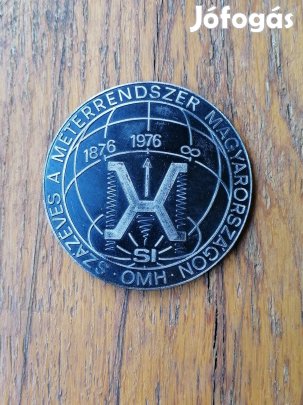 Jófogás
SZÁZÉVES A MÉTERRENDSZER MAGYARORSZÁGON
1876 1976 ∞
SI
·OMH·